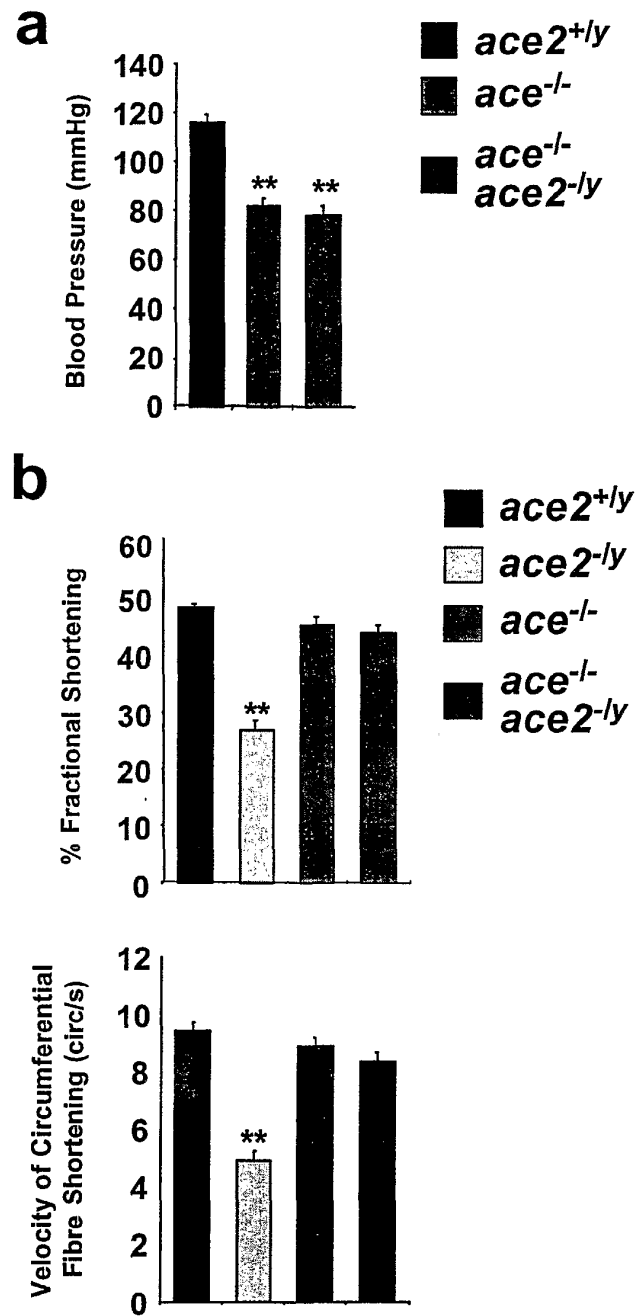 a
ace2+/y
ace-/-
ace-/-
ace2-/y
Blood Pressure (mmHg)
140
120
100
80
60
40
20
0
**
**
b
ace2+/y
ace2-/y
ace-/-
ace-/-
ace2-/y
% Fractional Shortening
60
50
40
30
20
10
0
**
Velocity of Circumferential
Fibre Shortening (circ/s)
12
10
8
6
4
2
0
**